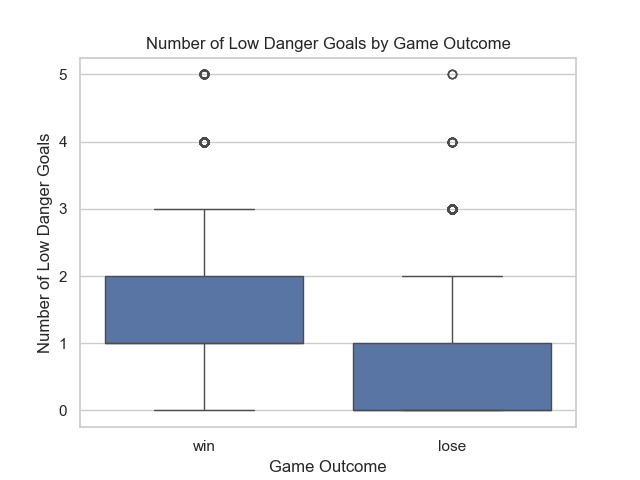 Number of Low Danger Goals by Game Outcome
Number of Low Danger Goals
5
4
3
2
1
0
win
lose
Game Outcome